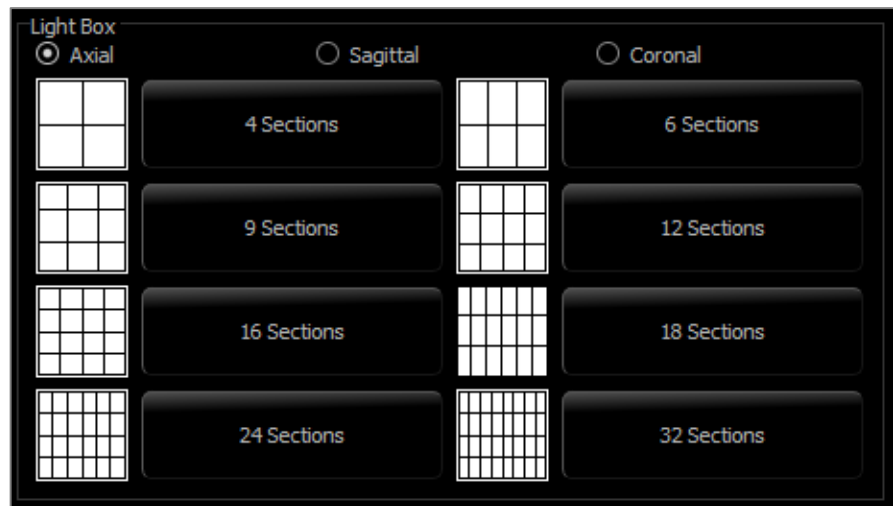 Light Box
Axial Sagittal Coronal
4 Sections 6 Sections
9 Sections 12 Sections
16 Sections 18 Sections
24 Sections 32 Sections